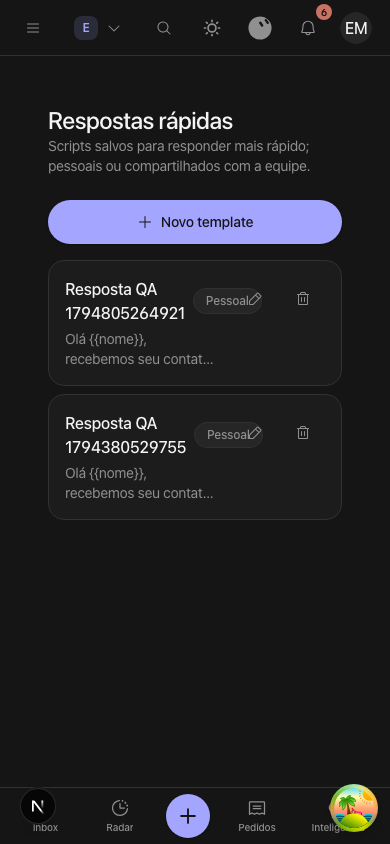 E
6
EM
Respostas rápidas
Scripts salvos para responder mais rápido;
pessoais ou compartilhados com a equipe.
Novo template
Resposta QA
1794805264921
Pessoal
Olá {{nome}},
recebemos seu contat...
Resposta QA
1794380529755
Pessoal
Olá {{nome}},
recebemos seu contat...
N
Inbox
Radar
Pedidos